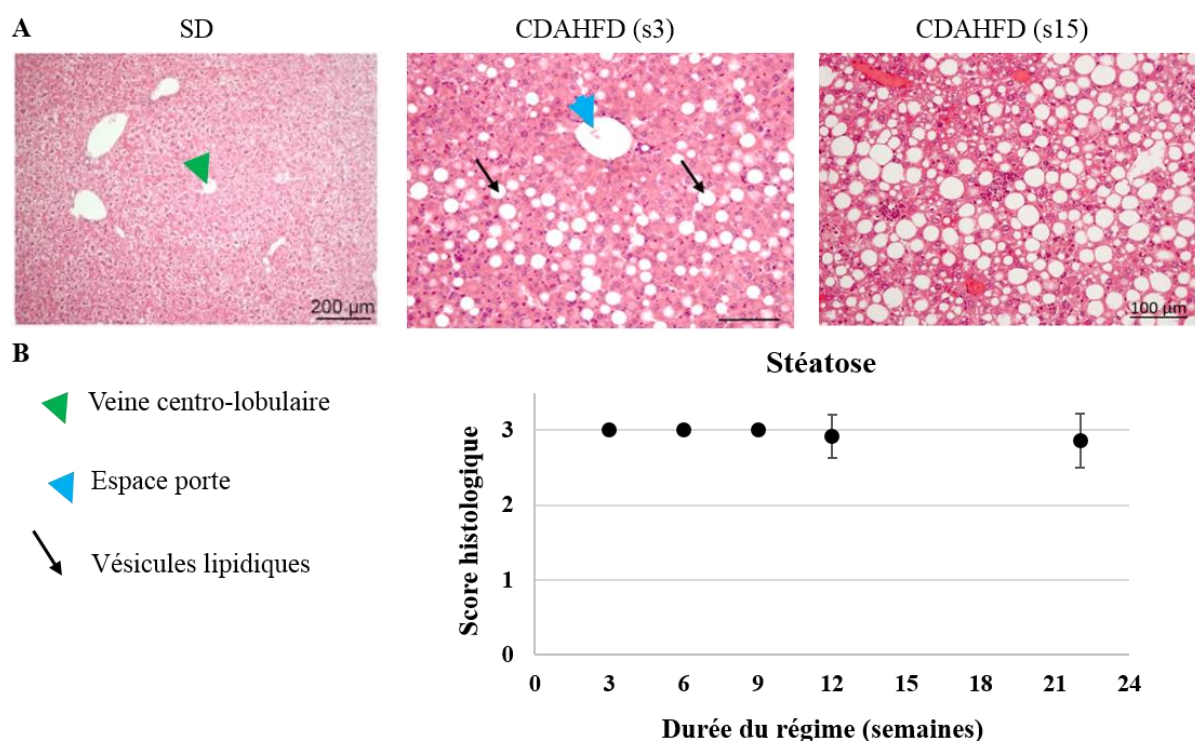 A
SD
CDAHFD (s3)
CDAHFD (s15)
200 µm
100 µm
B
Veine centro-lobulaire
Espace porte
Vésicules lipidiques
Stéatose
Score histologique
3
2
1
0
0 3 6 9 12 15 18 21 24
Durée du régime (semaines)